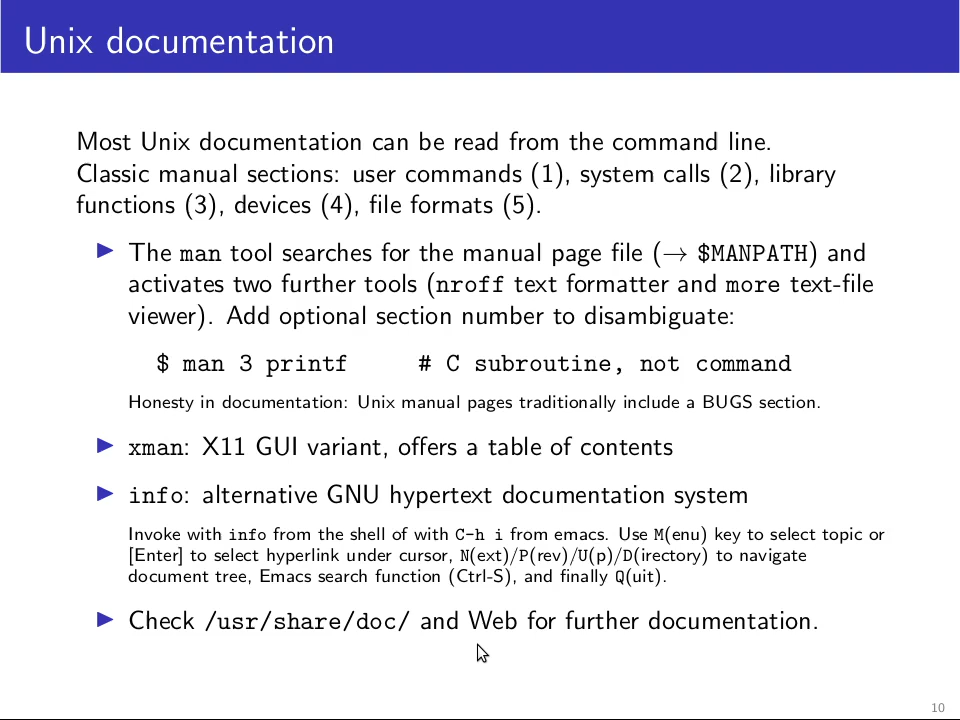 Unix documentation
Most Unix documentation can be read from the command line.
Classic manual sections: user commands (1), system calls (2), library
functions (3), devices (4), file formats (5).
▶ The man tool searches for the manual page file (→ $MANPATH) and
activates two further tools (nroff text formatter and more text-file
viewer). Add optional section number to disambiguate:
$ man 3 printf # C subroutine, not command
Honesty in documentation: Unix manual pages traditionally include a BUGS section.
▶ xman: X11 GUI variant, offers a table of contents
▶ info: alternative GNU hypertext documentation system
Invoke with info from the shell of with C-h i from emacs. Use M(enu) key to select topic or
[Enter] to select hyperlink under cursor, N(ext)/P(rev)/U(p)/D(irectory) to navigate
document tree, Emacs search function (Ctrl-S), and finally Q(uit).
▶ Check /usr/share/doc/ and Web for further documentation.
10